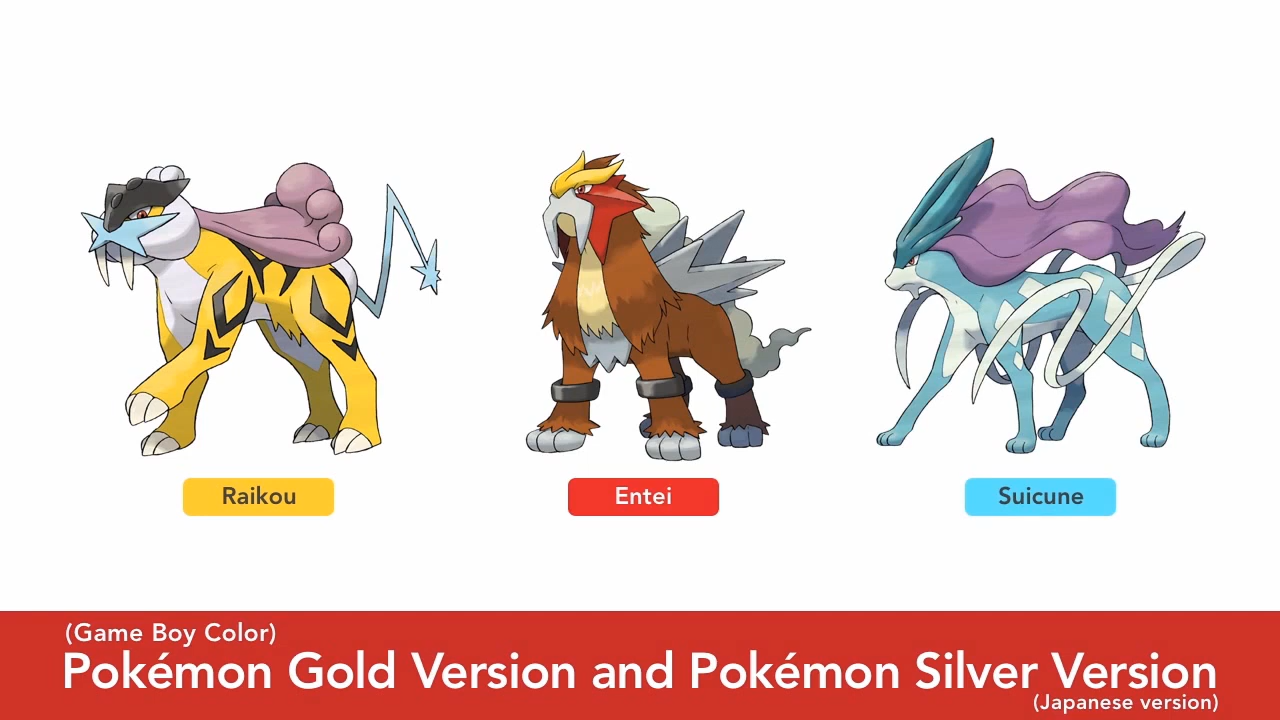 Raikou
Entei
Suicune
(Game Boy Color)
Pokémon Gold Version and Pokémon Silver Version
(Japanese version)